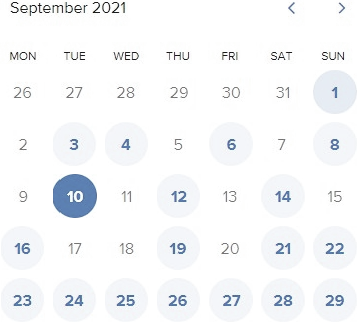 September 2021
MON TUE WED THU FRI SAT SUN
26 27 28 29 30 31 1
2 3 4 5 6 7 8
9 10 11 12 13 14 15
16 17 18 19 20 21 22
23 24 25 26 27 28 29